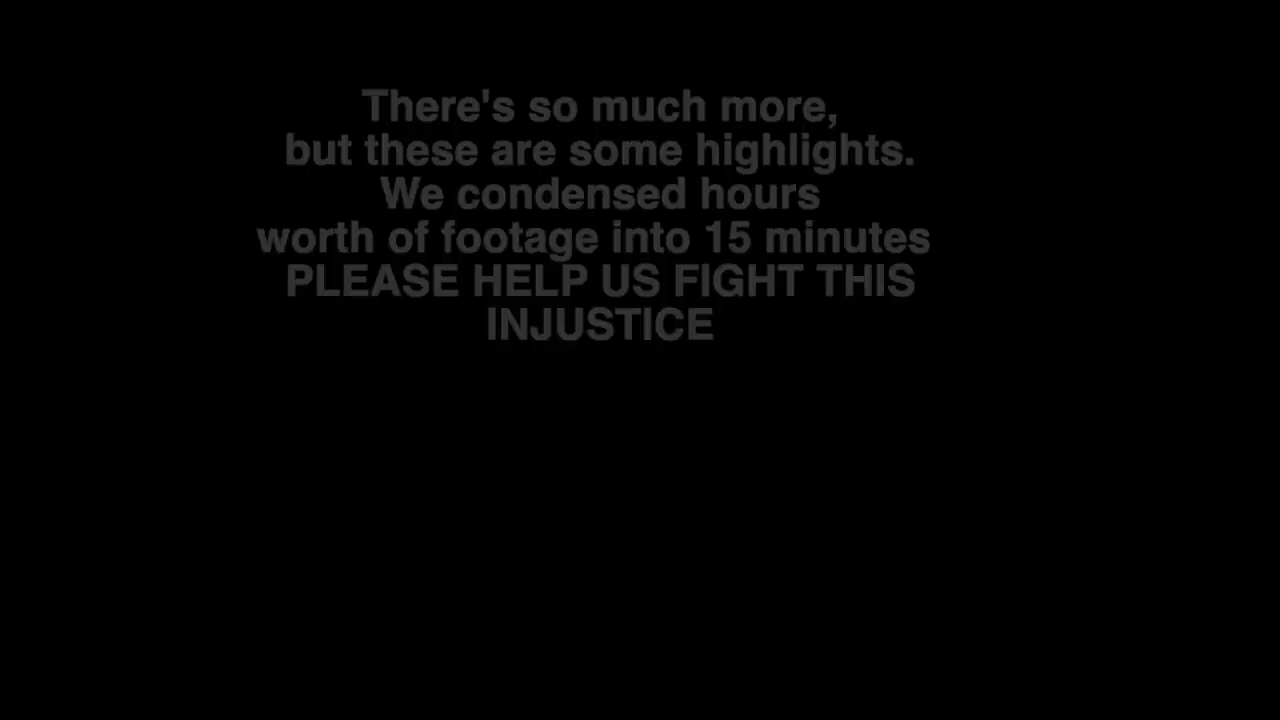 There's so much more,
but these are some highlights.
We condensed hours
worth of footage into 15 minutes
PLEASE HELP US FIGHT THIS
INJUSTICE